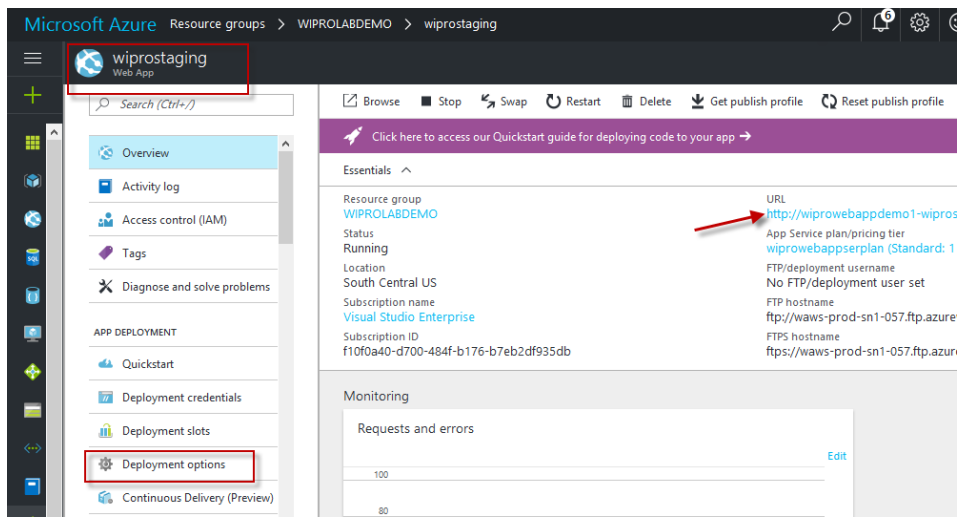 Microsoft Azure Resource groups > WIPROLABDEMO > wiprostaging
6
wiprostaging
Web App
Search (Ctrl+/)
Browse Stop Swap Restart Delete Get publish profile Reset publish profile
Click here to access our Quickstart guide for deploying code to your app →
Overview
Activity log
Access control (IAM)
Tags
Diagnose and solve problems
APP DEPLOYMENT
Quickstart
Deployment credentials
Deployment slots
Deployment options
Continuous Delivery (Preview)
Essentials
Resource group
WIPROLABDEMO
Status
Running
Location
South Central US
Subscription name
Visual Studio Enterprise
Subscription ID
f10f0a40-d700-484f-b176-b7eb2df935db
URL
http://wiprowebappdemo1-wipros
App Service plan/pricing tier
wiprowebappserplan (Standard: 1
FTP/deployment username
No FTP/deployment user set
FTP hostname
ftp://waws-prod-sn1-057.ftp.azure
FTPS hostname
ftps://waws-prod-sn1-057.ftp.azur
Monitoring
Requests and errors
Edit
100
80